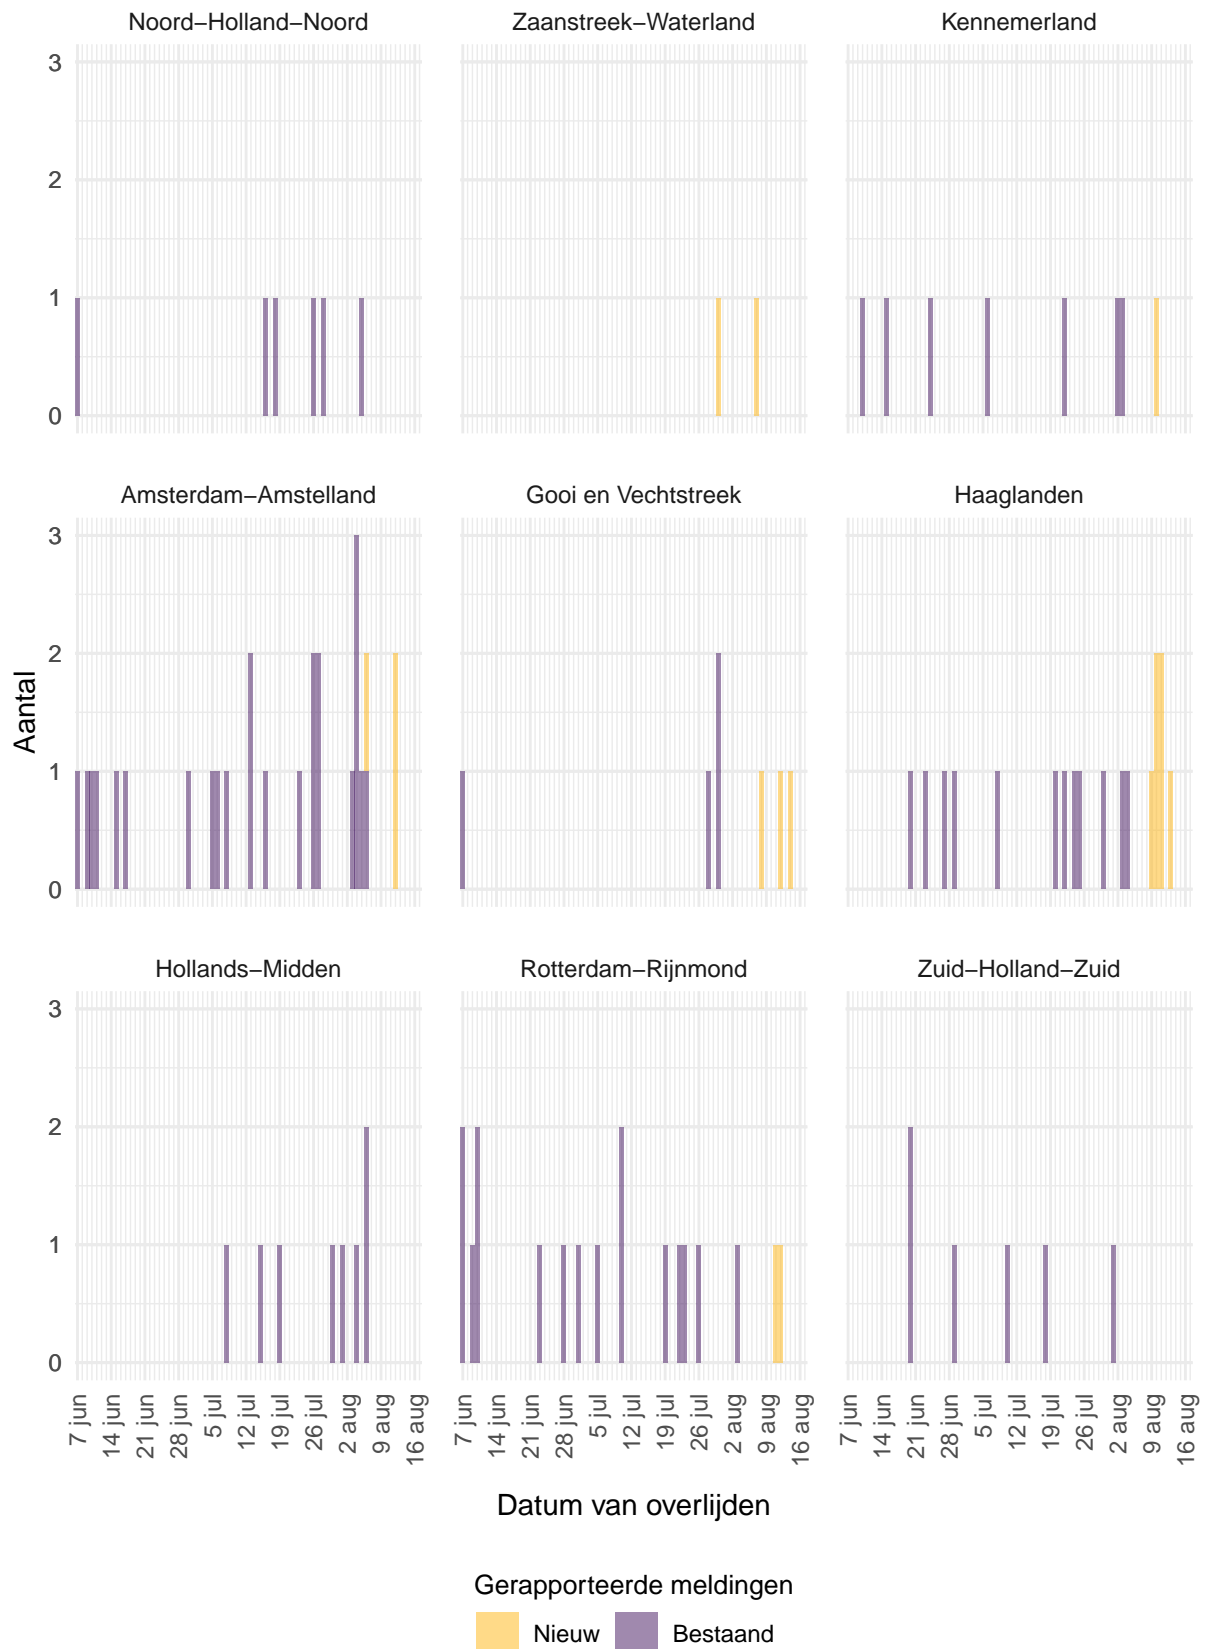 Noord−Holland−Noord
Zaanstreek−Waterland
Kennemerland
3
2
1
0
Amsterdam−Amstelland
Gooi en Vechtstreek
Haaglanden
3
2
1
0
Aantal
Hollands−Midden
Rotterdam−Rijnmond
Zuid−Holland−Zuid
3
2
1
0
7 jun
14 jun
21 jun
28 jun
5 jul
12 jul
19 jul
26 jul
2 aug
9 aug
16 aug
7 jun
14 jun
21 jun
28 jun
5 jul
12 jul
19 jul
26 jul
2 aug
9 aug
16 aug
7 jun
14 jun
21 jun
28 jun
5 jul
12 jul
19 jul
26 jul
2 aug
9 aug
16 aug
Datum van overlijden
Gerapporteerde meldingen
Nieuw
Bestaand